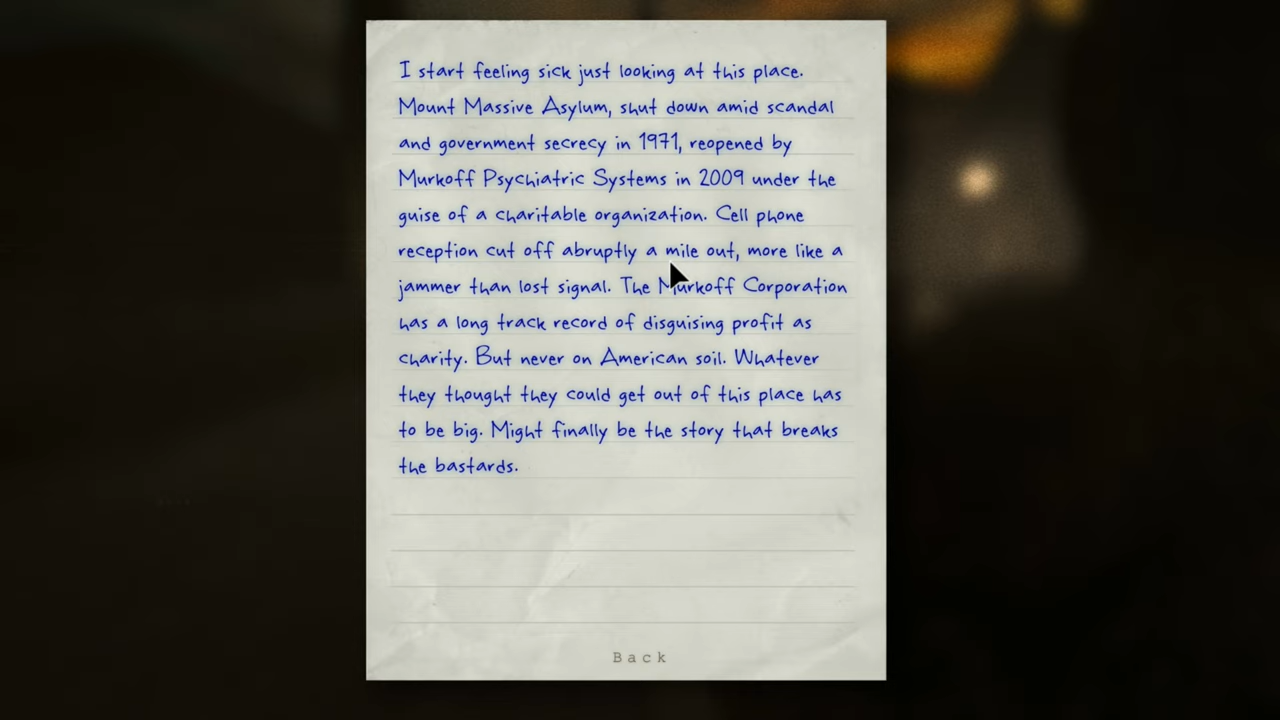 I start feeling sick just looking at this place.
Mount Massive Asylum, shut down amid scandal
and government secrecy in 1971, reopened by
Murkoff Psychiatric Systems in 2009 under the
guise of a charitable organization. Cell phone
reception cut off abruptly a mile out, more like a
jammer than lost signal. The Murkoff Corporation
has a long track record of disguising profit as
charity. But never on American soil. Whatever
they thought they could get out of this place has
to be big. Might finally be the story that breaks
the bastards.
Back